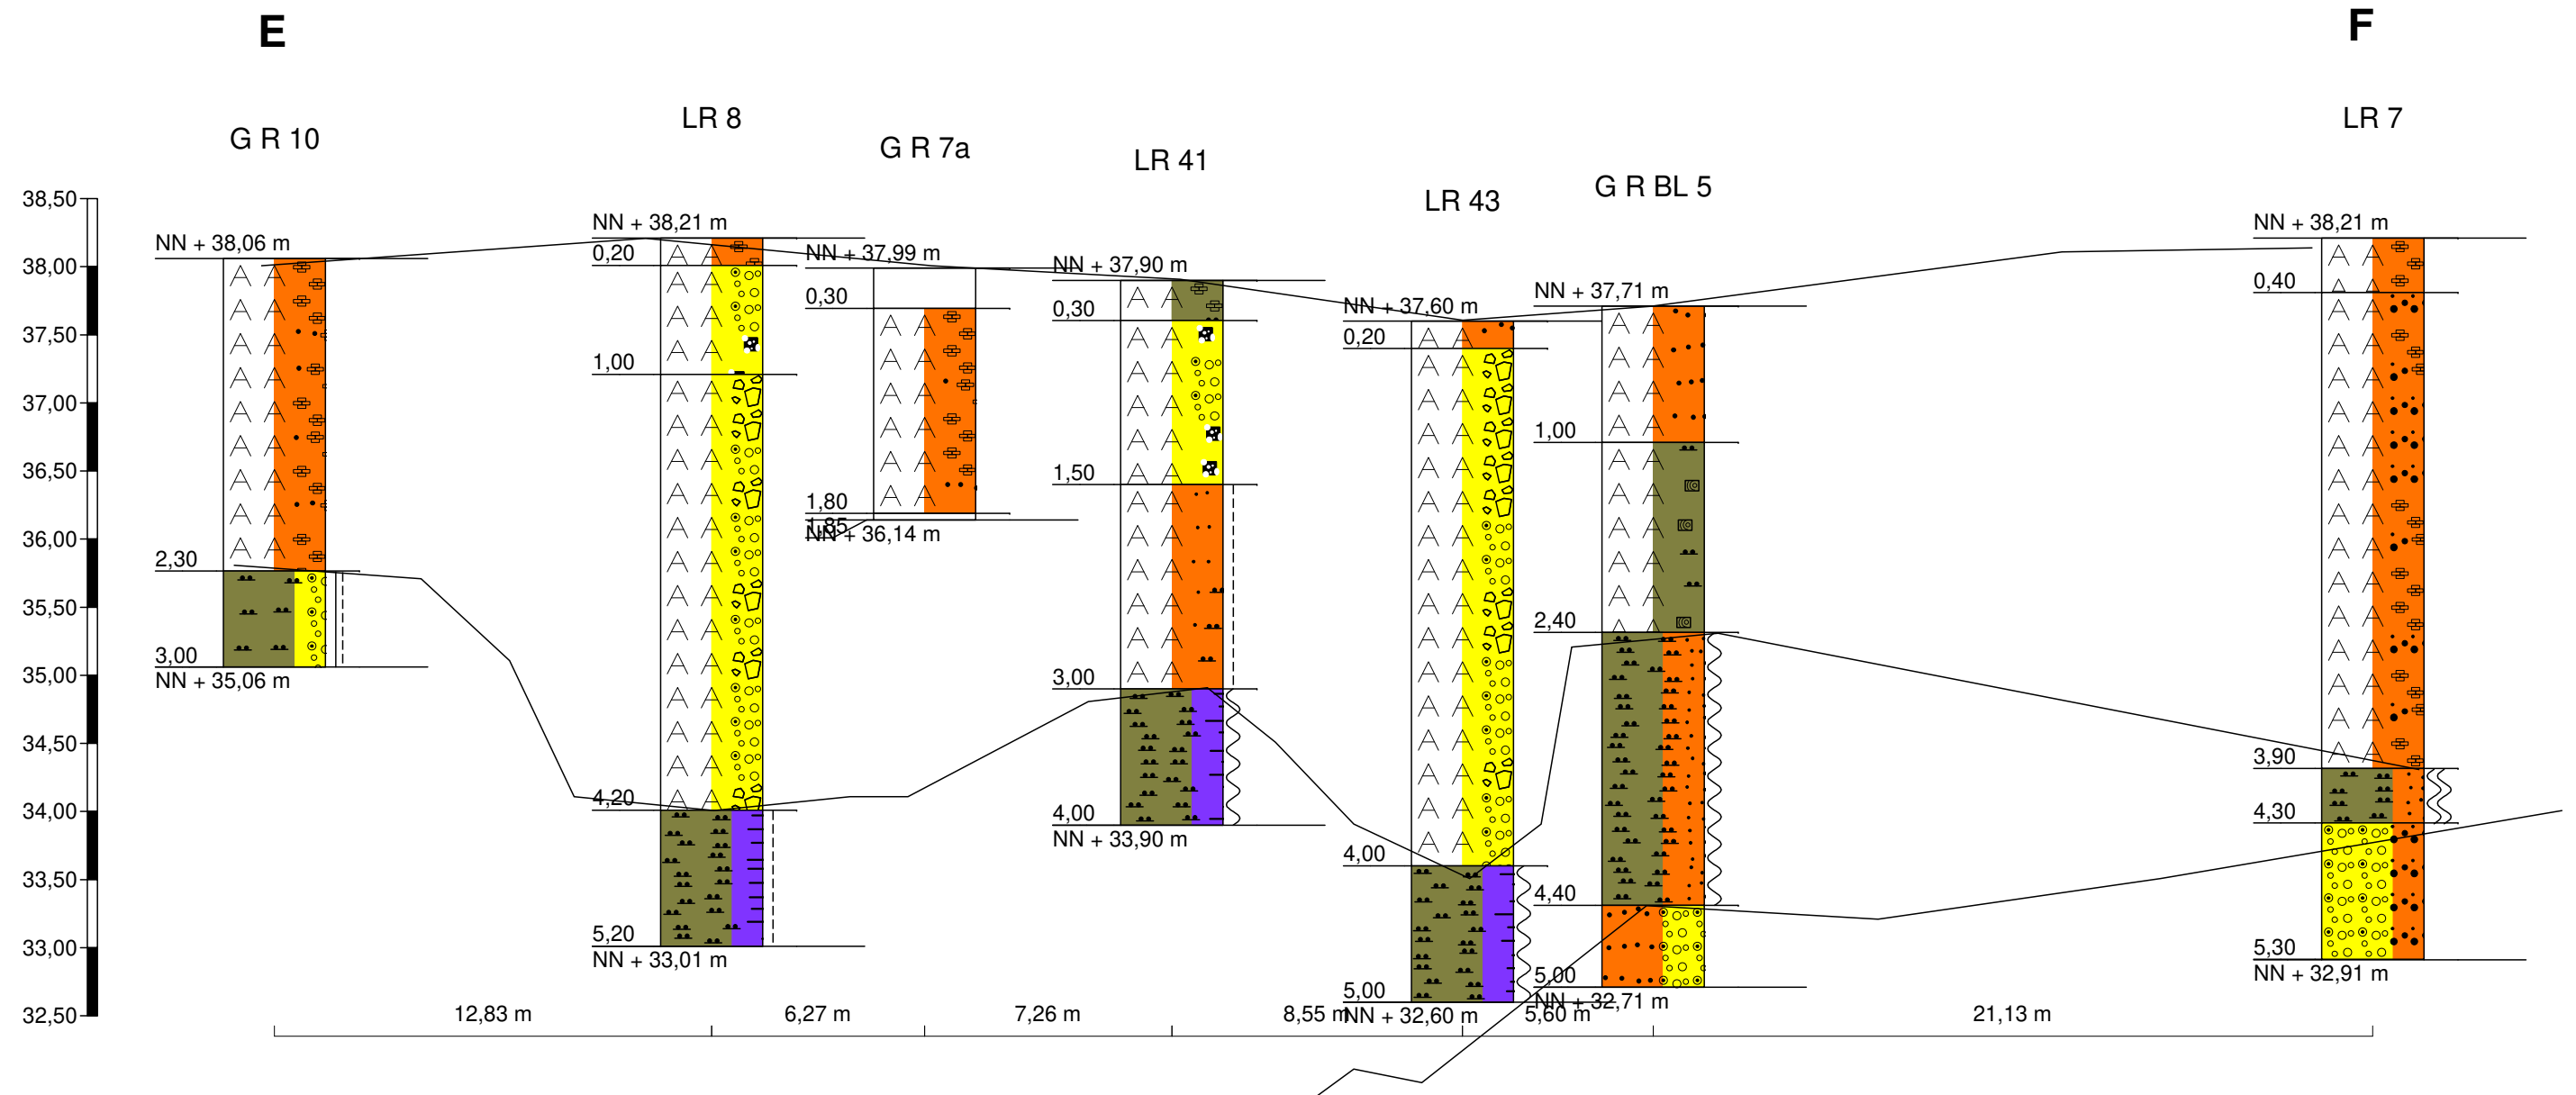 E
F
G R 10
LR 8
G R 7a
LR 41
LR 43
G R BL 5
LR 7
38,50
38,00
37,50
37,00
36,50
36,00
35,50
35,00
34,50
34,00
33,50
33,00
32,50
NN + 38,06 m
2,30
3,00
NN + 35,06 m
NN + 38,21 m
0,20
1,00
4,20
5,20
NN + 33,01 m
NN + 37,99 m
0,30
1,80
1,85
NN + 36,14 m
NN + 37,90 m
0,30
1,50
3,00
4,00
NN + 33,90 m
NN + 37,60 m
0,20
4,00
5,00
NN + 32,60 m
NN + 37,71 m
1,00
2,40
4,40
5,00
NN + 32,71 m
NN + 38,21 m
0,40
3,90
4,30
5,30
NN + 32,91 m
12,83 m
6,27 m
7,26 m
8,55 m
5,60 m
21,13 m